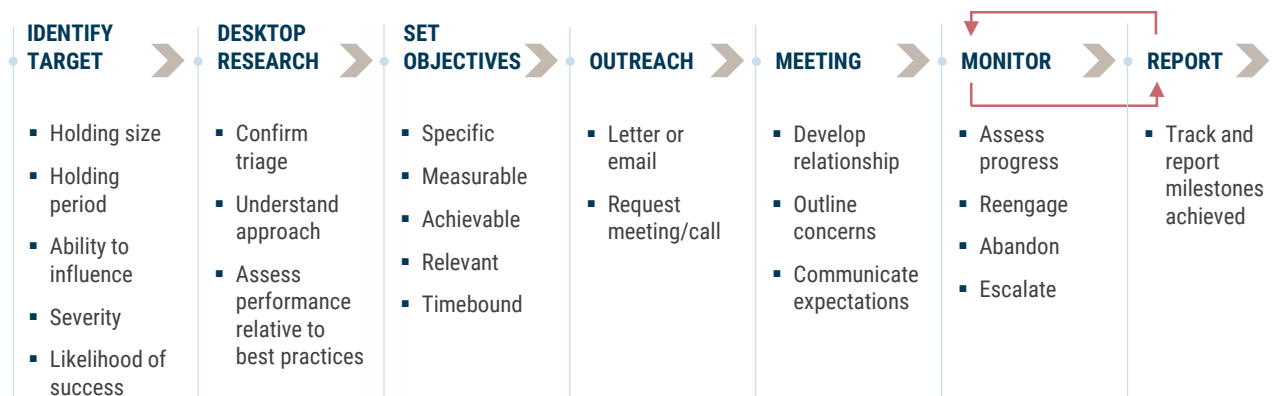 IDENTIFY
TARGET
Holding size
Holding
period
Ability to
influence
Severity
Likelihood of
success
DESKTOP
RESEARCH
Confirm
triage
Understand
approach
Assess
performance
relative to
best practices
SET
OBJECTIVES
Specific
Measurable
Achievable
Relevant
Timebound
OUTREACH
Letter or
email
Request
meeting/call
MEETING
Develop
relationship
Outline
concerns
Communicate
expectations
MONITOR
Assess
progress
Reengage
Abandon
Escalate
REPORT
Track and
report
milestones
achieved